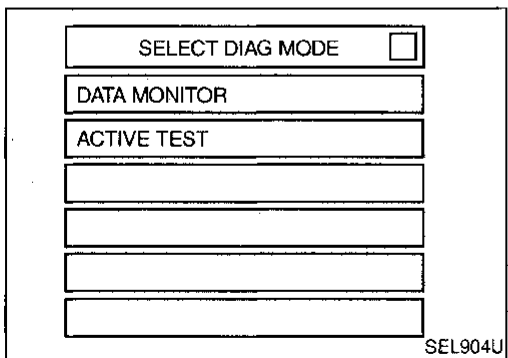 SELECT DIAG MODE
DATA MONITOR
ACTIVE TEST
SEL904U